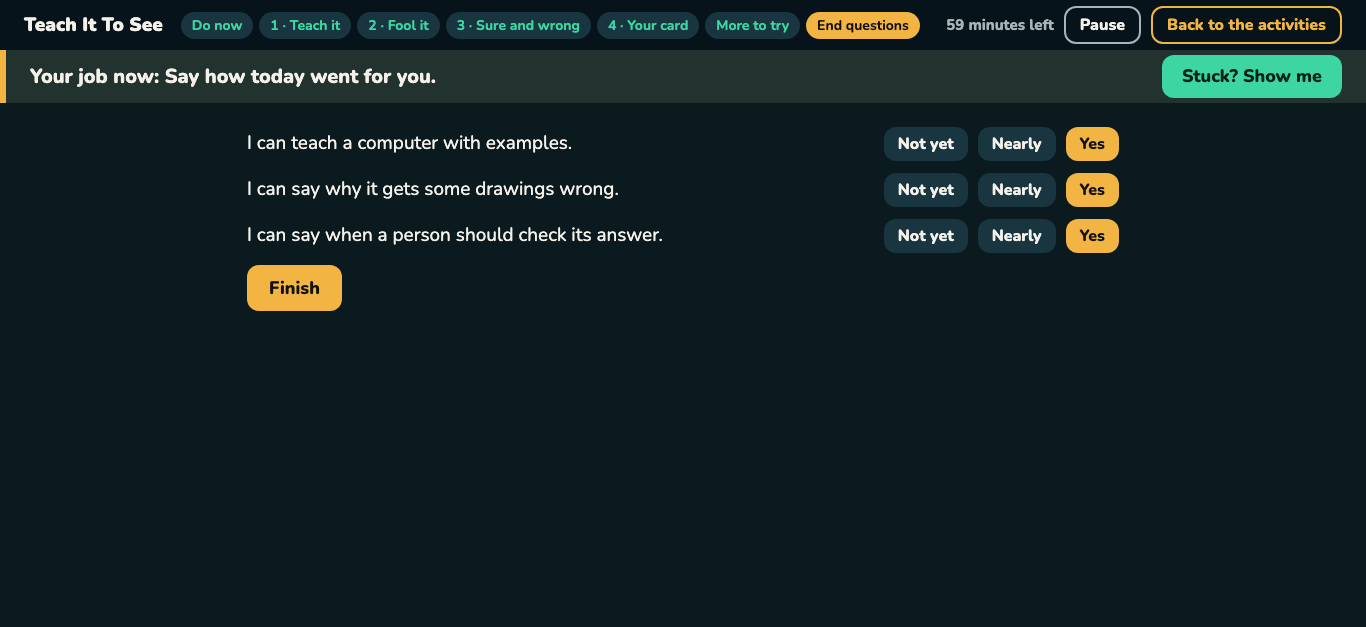 Teach It To See Do now 1 · Teach it 2 · Fool it 3 · Sure and wrong 4 · Your card More to try End questions 59 minutes left Pause Back to the activities
Your job now: Say how today went for you. Stuck? Show me
I can teach a computer with examples. Not yet Nearly Yes
I can say why it gets some drawings wrong. Not yet Nearly Yes
I can say when a person should check its answer. Not yet Nearly Yes
Finish